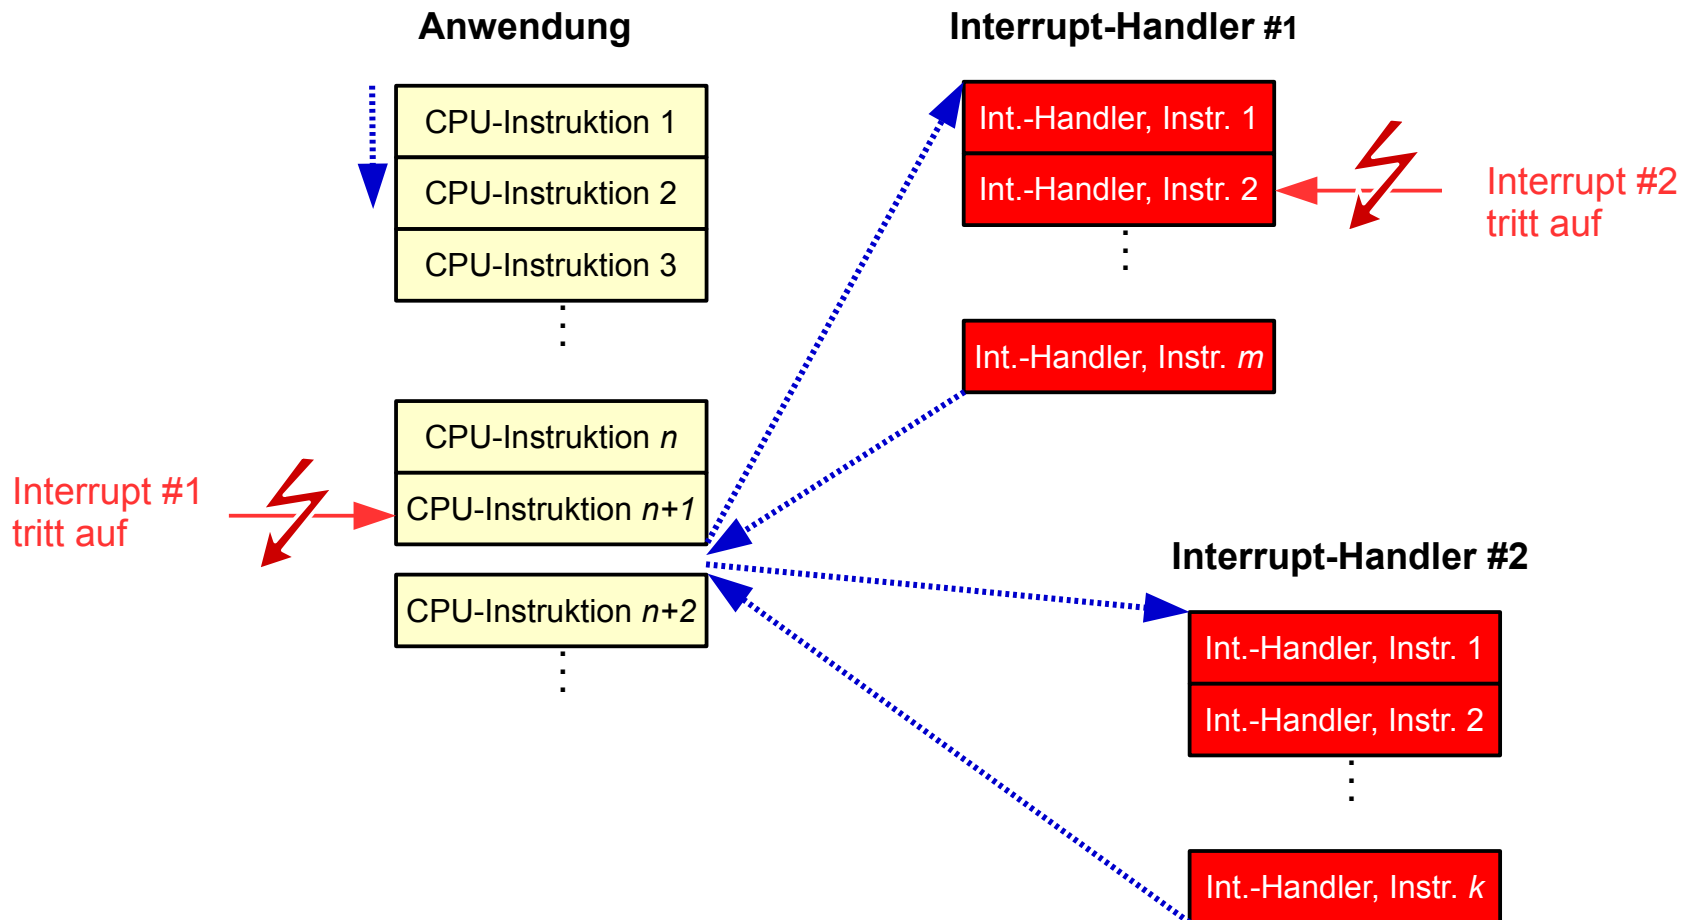 Anwendung
CPU-Instruktion 1
CPU-Instruktion 2
CPU-Instruktion 3
CPU-Instruktion n
CPU-Instruktion n+1
CPU-Instruktion n+2
Interrupt #1
tritt auf
Interrupt-Handler #1
Int.-Handler, Instr. 1
Int.-Handler, Instr. 2
Int.-Handler, Instr. m
Interrupt #2
tritt auf
Interrupt-Handler #2
Int.-Handler, Instr. 1
Int.-Handler, Instr. 2
Int.-Handler, Instr. k